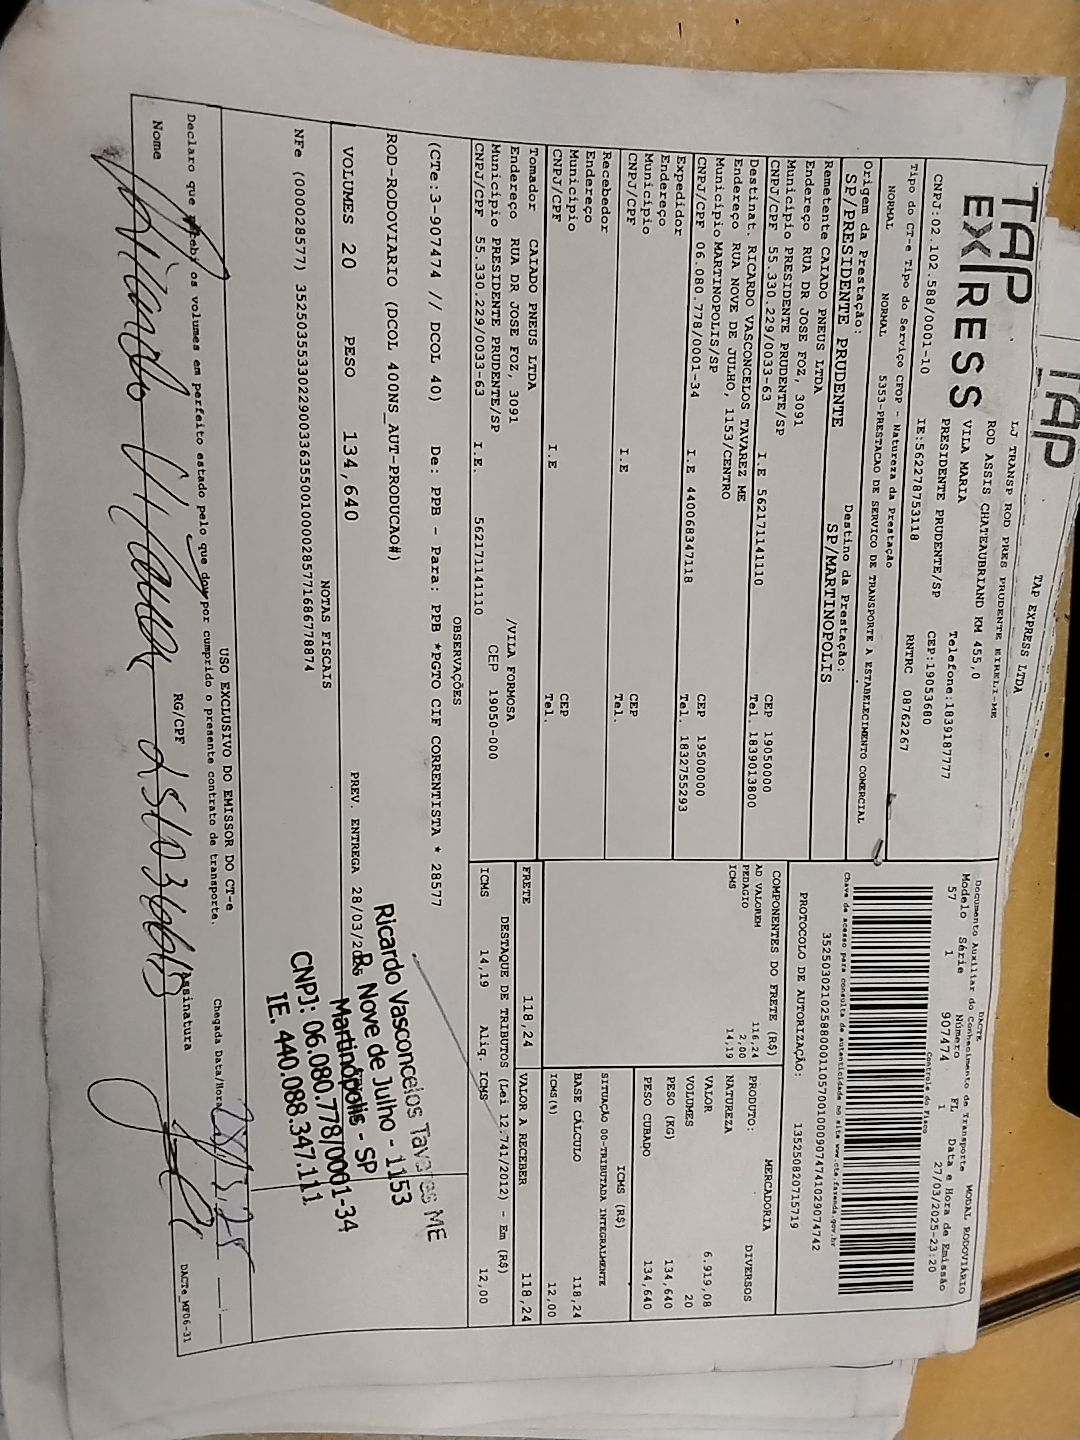 TAP
TAP EXPRESS LTDA
TAP EXPRESS
LJ TRANSP ROD PRES PRUDENTE EIRELI-ME
ROD ASSIS CHATEAUBRIAND KM 455,0
VILA MARIA Telefone:1839187777
PRESIDENTE PRUDENTE/SP CEP:19053680
CNPJ:02.102.588/0001-10 IE:562278753118 RNTRC 08762267
Tipo do CT-e Tipo do Serviço CFOP - Natureza da Prestação
NORMAL NORMAL 5353-PRESTACAO DE SERVICO DE TRANSPORTE A ESTABELECIMENTO COMERCIAL
Origem da Prestação: Destino da Prestação:
SP/PRESIDENTE PRUDENTE SP/MARTINOPOLIS
Remetente CAIADO PNEUS LTDA
Endereço RUA DR JOSE FOZ, 3091
Municipio PRESIDENTE PRUDENTE/SP CEP 19050000
CNPJ/CPF 55.330.229/0033-63 I.E 562171141110 Tel. 1839013800
Destinat. RICARDO VASCONCELOS TAVAREZ ME
Endereço RUA NOVE DE JULHO, 1153/CENTRO
Municipio MARTINOPOLIS/SP CEP 19500000
CNPJ/CPF 06.080.778/0001-34 I.E 440068347118 Tel. 1832755293
Expedidor
Endereço
Municipio CEP
CNPJ/CPF I.E Tel.
Recebedor
Endereço
Municipio CEP
CNPJ/CPF I.E Tel.
Tomador CAIADO PNEUS LTDA
Endereço RUA DR JOSE FOZ, 3091 /VILA FORMOSA
Municipio PRESIDENTE PRUDENTE/SP CEP 19050-000
CNPJ/CPF 55.330.229/0033-63 I.E. 562171141110
DACTE MODAL RODOVIÁRIO
Documento Auxiliar do Conhecimento de Transporte
Modelo Série Número FL Data e Hora de Emissão
57 1 907474 1 27/03/2025-23:20
Controle do Fisco
Chave de acesso para consulta de autenticidade no site www.cte.fazenda.gov.br
35250302102588000110570010009074741029074742
PROTOCOLO DE AUTORIZAÇÃO: 135250820715719
COMPONENTES DO FRETE (R$)
AD VALOREM 116,24
PEDAGIO 2,00
ICMS 14,19
MERCADORIA
PRODUTO: DIVERSOS
NATUREZA
VALOR 6.919,08
VOLUMES 20
PESO (KG) 134,640
PESO CUBADO 134,640
ICMS (R$)
SITUAÇÃO 00-TRIBUTADA INTEGRALMENTE
BASE CÁLCULO 118,24
ICMS(%) 12,00
FRETE 118,24 VALOR A RECEBER 118,24
DESTAQUE DE TRIBUTOS (Lei 12.741/2012) - Em (R$)
ICMS 14,19 Aliq. ICMS 12,00
OBSERVAÇÕES
(CTe:3-907474 // DCOL 40) De: PPB - Para: PPB *PGTO CIF CORRENTISTA * 28577
ROD-RODOVIARIO (DCOL 400NS_AUT-PRODUCAO#)
VOLUMES 20 PESO 134,640 PREV. ENTREGA 28/03/2025
NOTAS FISCAIS
NFe (000028577) 35250355330229003363550010000285771686778874
Ricardo Vasconcelos Tavares ME
R. Nove de Julho - 1153
Martinópolis - SP
CNPJ: 06.080.778/0001-34
IE. 440.088.347.111
USO EXCLUSIVO DO EMISSOR DO CT-e
Declaro que recebi os volumes em perfeito estado pelo que dou por cumprido o presente contrato de transporte.
Nome RG/CPF Assinatura Chegada Data/Hora
DACTe_MF06-31